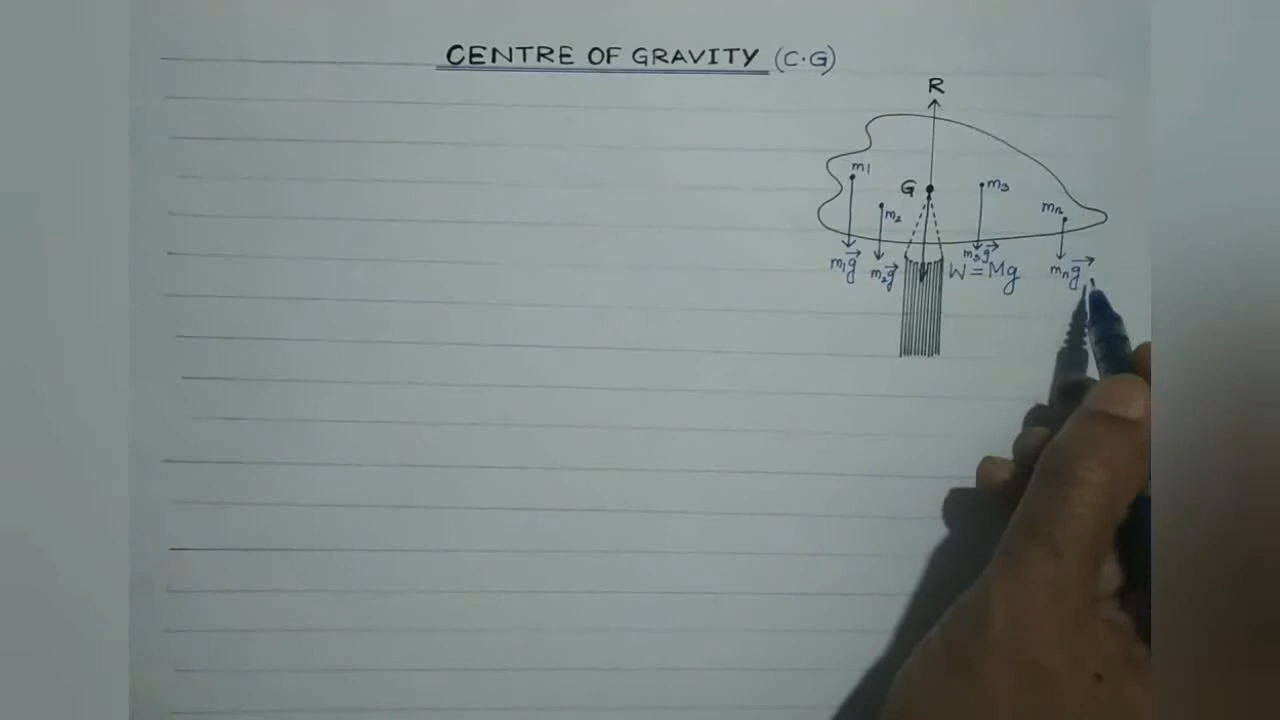 CENTRE OF GRAVITY (C.G)
R
m1
G
m3
m2
mn
m1g→
m2g→
m3g→
W = Mg
mng→